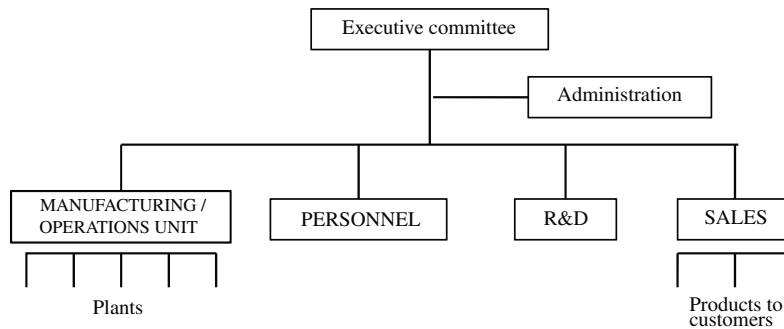 Executive committee
Administration
MANUFACTURING /
OPERATIONS UNIT
PERSONNEL
R&D
SALES
Plants
Products to
customers